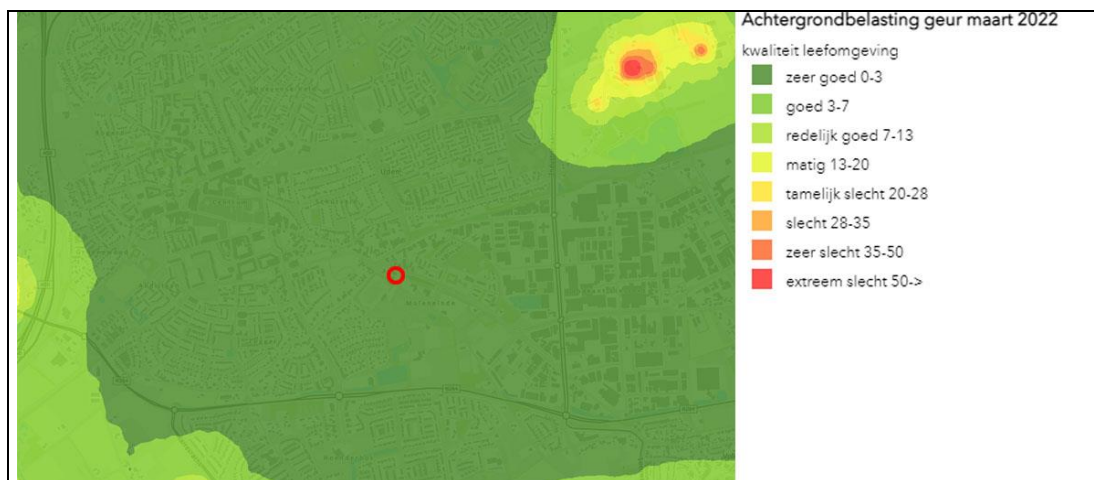 Achtergrondbelasting geur maart 2022
kwaliteit leefomgeving
zeer goed 0-3
goed 3-7
redelijk goed 7-13
matig 13-20
tamelijk slecht 20-28
slecht 28-35
zeer slecht 35-50
extreem slecht 50->